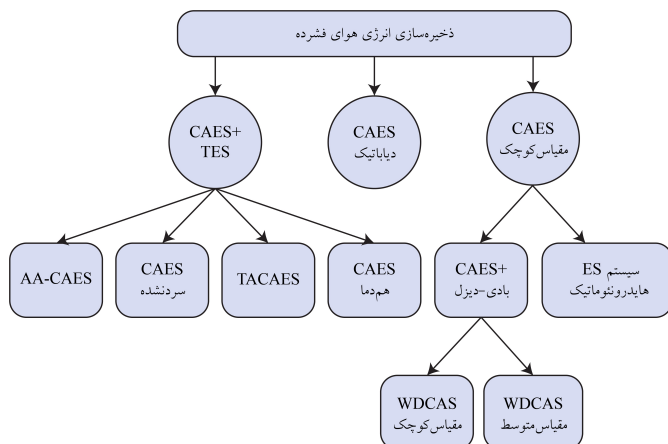 ذخیره‌سازی انرژی هوای فشرده
CAES
مقیاس‌کوچک
CAES
دیاباتیک
CAES+
TES
سیستم ES
هایدرونئوماتیک
CAES+
بادی-دیزل
CAES
هم‌دما
TACAES
CAES
سردنشده
AA-CAES
WDCAS
مقیاس‌متوسط
WDCAS
مقیاس‌کوچک